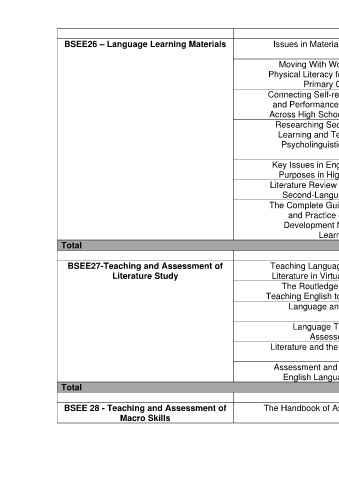 BSEE26 – Language Learning Materials
Issues in Materia
Moving With Wo
Physical Literacy f
Primary C
Connecting Self-re
and Performance
Across High Schoo
Researching Sec
Learning and Te
Psycholinguisti
Key Issues in Eng
Purposes in Hig
Literature Review
Second-Langu
The Complete Gui
and Practice
Development f
Learn
Total
BSEE27-Teaching and Assessment of
Literature Study
Teaching Languag
Literature in Virtua
The Routledge
Teaching English to
Language an
Language T
Assess
Literature and the
Assessment and
English Langua
Total
BSEE 28 - Teaching and Assessment of
Macro Skills
The Handbook of As